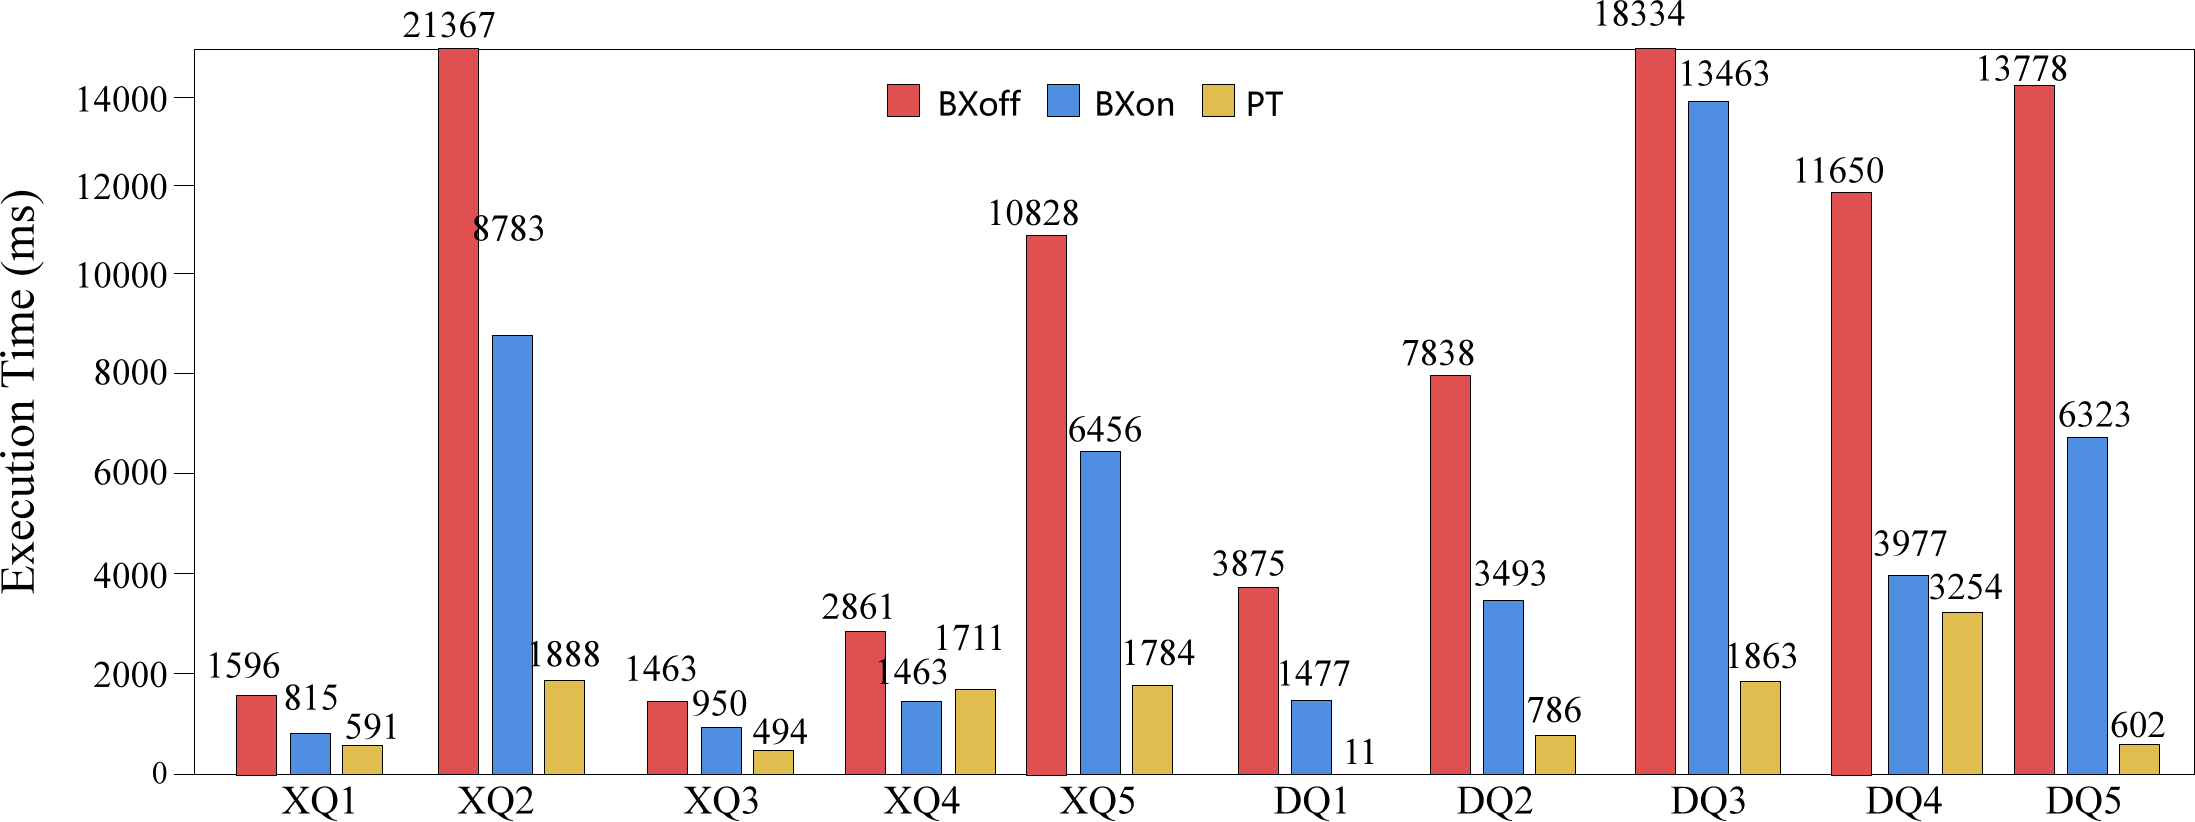 Execution Time (ms)
14000
12000
10000
8000
6000
4000
2000
0
BXoff BXon PT
1596 815 591
21367 8783 1888
1463 950 494
2861 1463 1711
10828 6456 1784
3875 1477 11
7838 3493 786
18334 13463 1863
11650 3977 3254
13778 6323 602
XQ1 XQ2 XQ3 XQ4 XQ5 DQ1 DQ2 DQ3 DQ4 DQ5